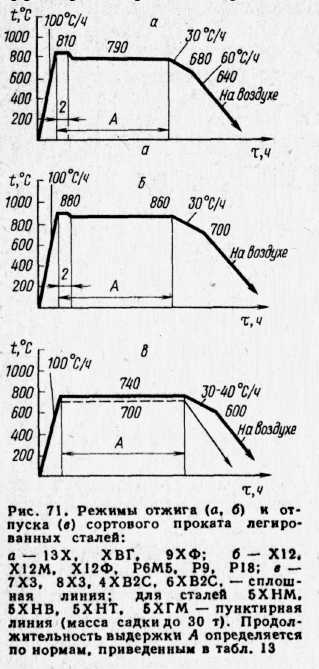 t,°C 100°С/ч а
1000 810 790 30°С/ч
800 680 60°С/ч
600 640
400 На воздухе
200 2 А
а τ,ч
t,°C 100°С/ч б
1000 880 860 30°С/ч
800 700
600
400 На воздухе
200 2 А
τ,ч
t,°C в
1000 100°С/ч 740 30-40°С/ч
800
600 700 600
400 На воздухе
200 А
τ,ч
Рис. 71. Режимы отжига (а, б) и от-
пуска (в) сортового проката легиро-
ванных сталей:
а — 13Х, ХВГ, 9ХФ; б — Х12,
Х12М, Х12Ф, Р6М5, Р9, Р18; в —
7Х3, 8Х3, 4ХВ2С, 6ХВ2С, — сплош-
ная линия; для сталей 5ХНМ,
5ХНВ, 5ХНТ, 5ХГМ — пунктирная
линия (масса садки до 30 т). Продол-
жительность выдержки А определяется
по нормам, приведенным в табл. 13